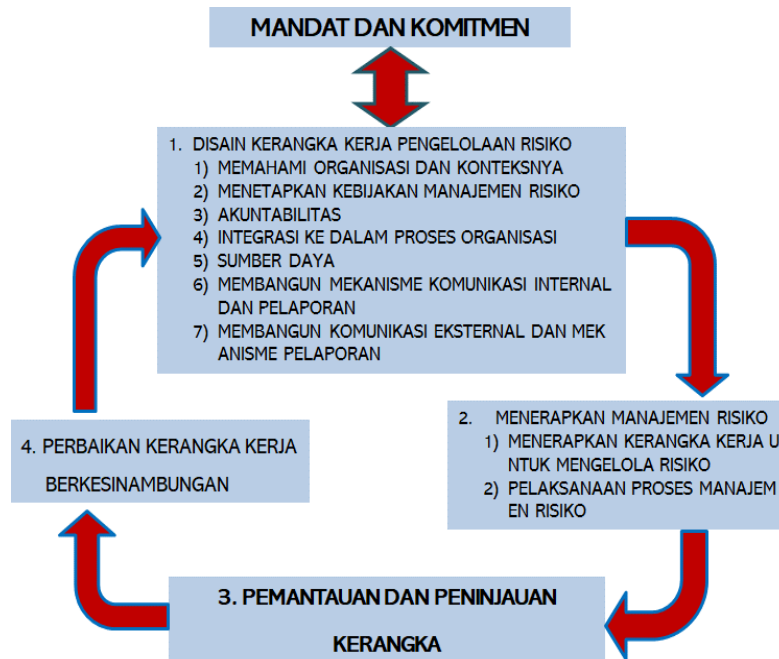 MANDAT DAN KOMITMEN
1. DISAIN KERANGKA KERJA PENGELOLAAN RISIKO
1) MEMAHAMI ORGANISASI DAN KONTEKSNYA
2) MENETAPKAN KEBIJAKAN MANAJEMEN RISIKO
3) AKUNTABILITAS
4) INTEGRASI KE DALAM PROSES ORGANISASI
5) SUMBER DAYA
6) MEMBANGUN MEKANISME KOMUNIKASI INTERNAL
DAN PELAPORAN
7) MEMBANGUN KOMUNIKASI EKSTERNAL DAN MEK
ANISME PELAPORAN
2. MENERAPKAN MANAJEMEN RISIKO
1) MENERAPKAN KERANGKA KERJA U
NTUK MENGELOLA RISIKO
2) PELAKSANAAN PROSES MANAJEM
EN RISIKO
3. PEMANTAUAN DAN PENINJAUAN
KERANGKA
4. PERBAIKAN KERANGKA KERJA
BERKESINAMBUNGAN